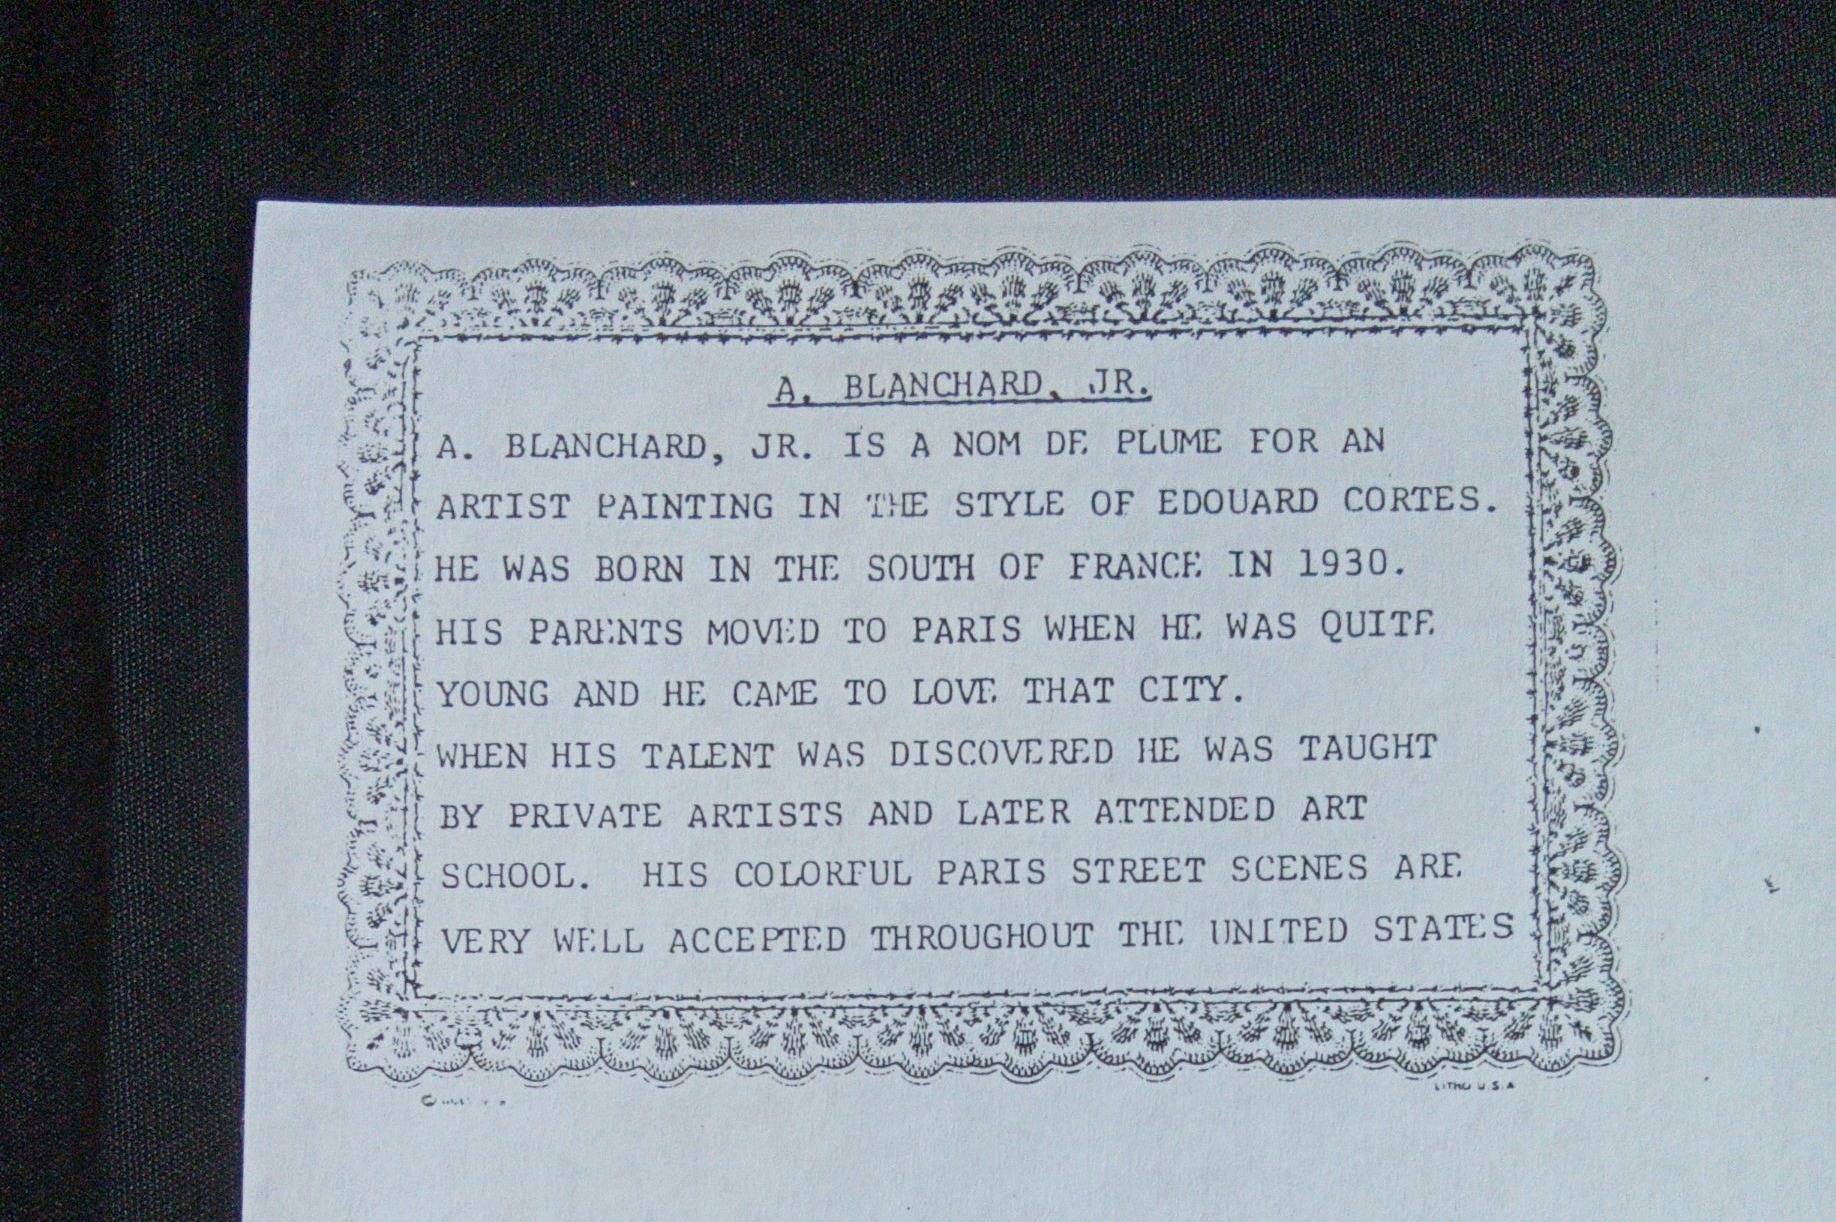 A. BLANCHARD, JR.
A. BLANCHARD, JR. IS A NOM DE PLUME FOR AN
ARTIST PAINTING IN THE STYLE OF EDOUARD CORTES.
HE WAS BORN IN THE SOUTH OF FRANCE IN 1930.
HIS PARENTS MOVED TO PARIS WHEN HE WAS QUITE
YOUNG AND HE CAME TO LOVE THAT CITY.
WHEN HIS TALENT WAS DISCOVERED HE WAS TAUGHT
BY PRIVATE ARTISTS AND LATER ATTENDED ART
SCHOOL. HIS COLORFUL PARIS STREET SCENES ARE
VERY WELL ACCEPTED THROUGHOUT THE UNITED STATES
LITHO U.S.A